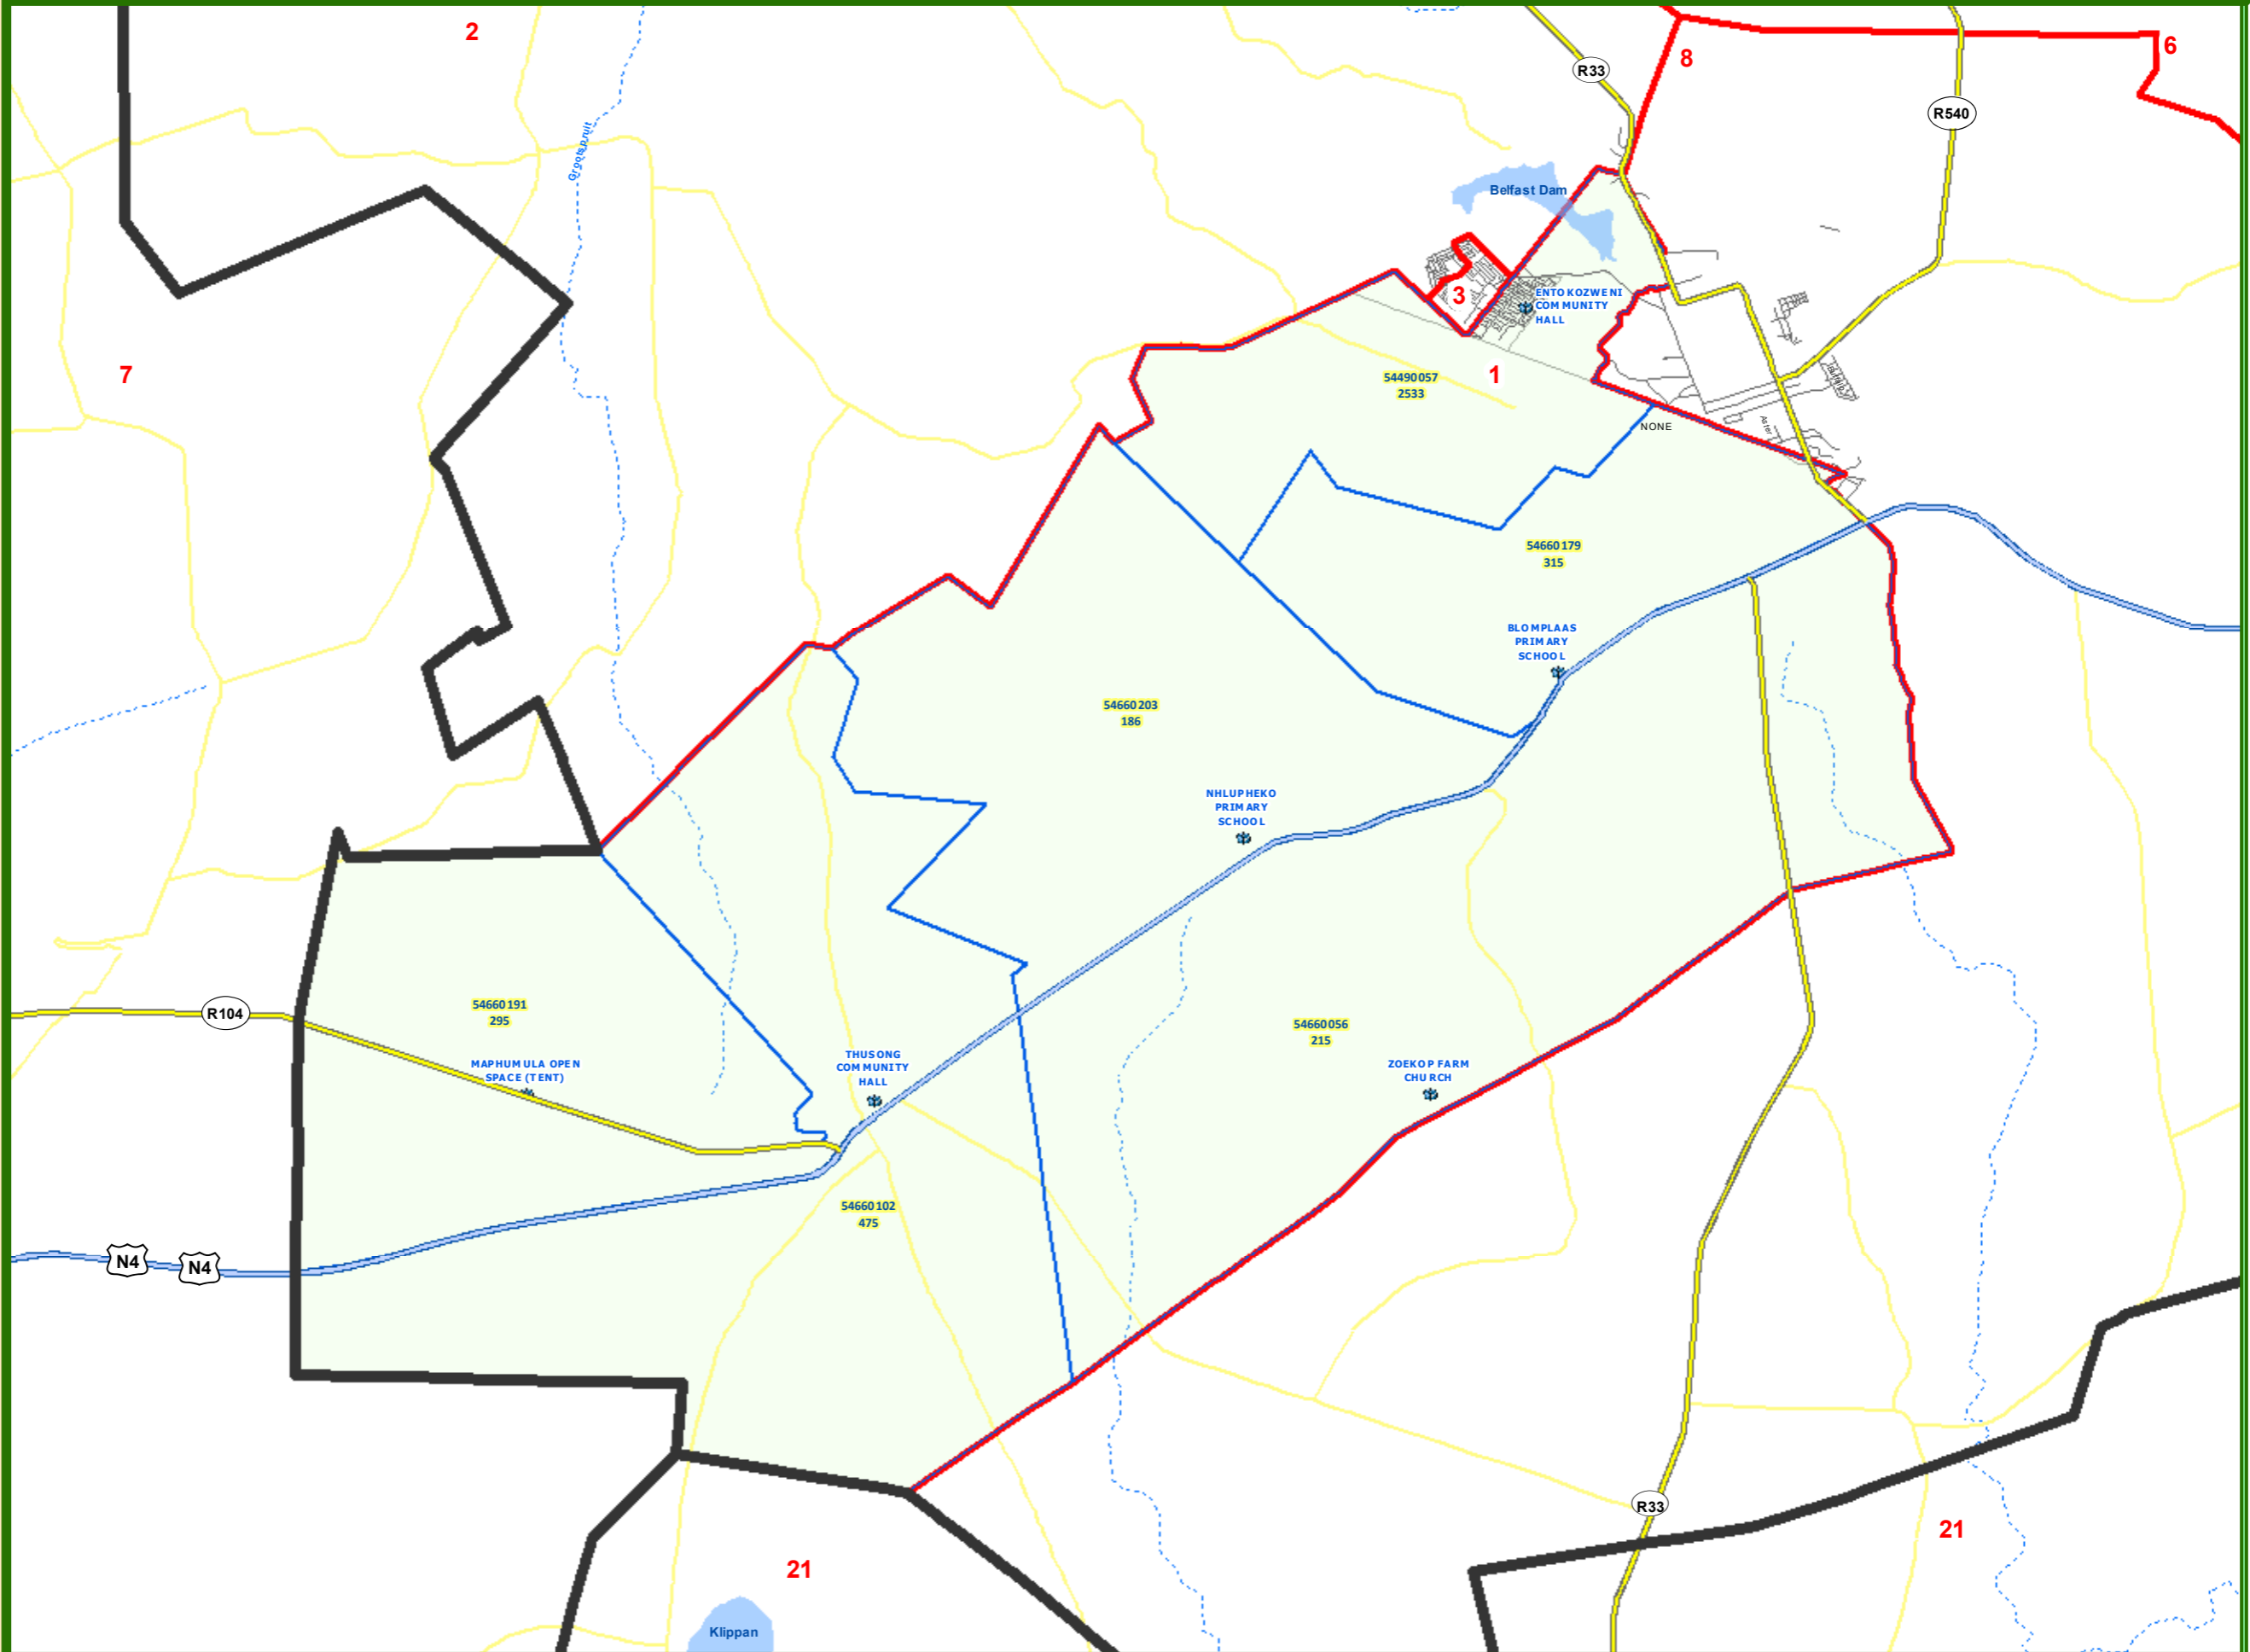 2
8
6
R33
R540
Grootspruit
Belfast Dam
3
ENTOKOZWENI
COMMUNITY
HALL
7
1
54490057
2533
NONE
Aster
54660179
315
BLOMPLAAS
PRIMARY
SCHOOL
54660203
186
NHLUPHEKO
PRIMARY
SCHOOL
54660191
295
R104
54660056
215
THUSONG
COMMUNITY
HALL
MAPHUMULA OPEN
SPACE (TENT)
ZOEKOP FARM
CHURCH
54660102
475
N4
N4
R33
21
21
Klippan